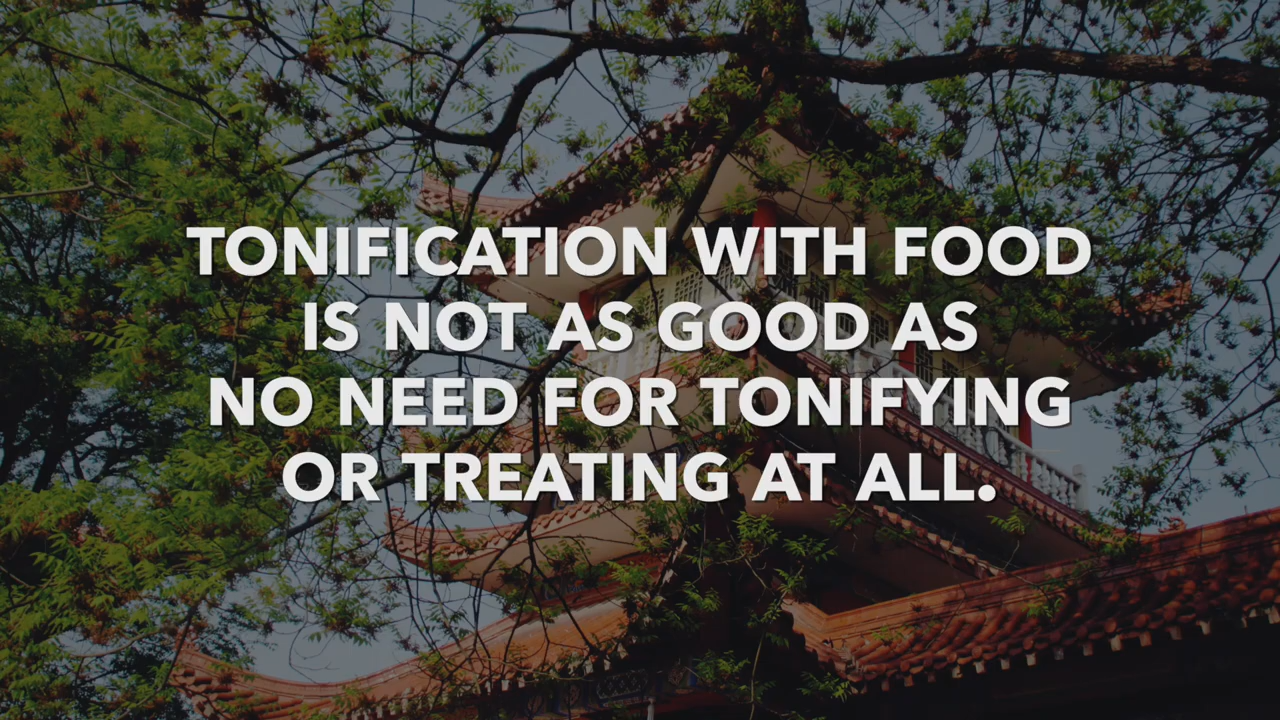 TONIFICATION WITH FOOD
IS NOT AS GOOD AS
NO NEED FOR TONIFYING
OR TREATING AT ALL.